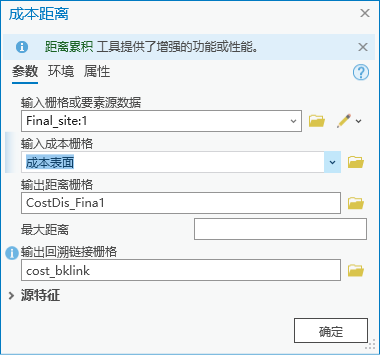 成本距离
距离累积 工具提供了增强的功能或性能。
参数 环境 属性
输入栅格或要素源数据
Final_site:1
输入成本栅格
成本表面
输出距离栅格
CostDis_Fina1
最大距离
输出回溯链接栅格
cost_bklink
源特征
确定